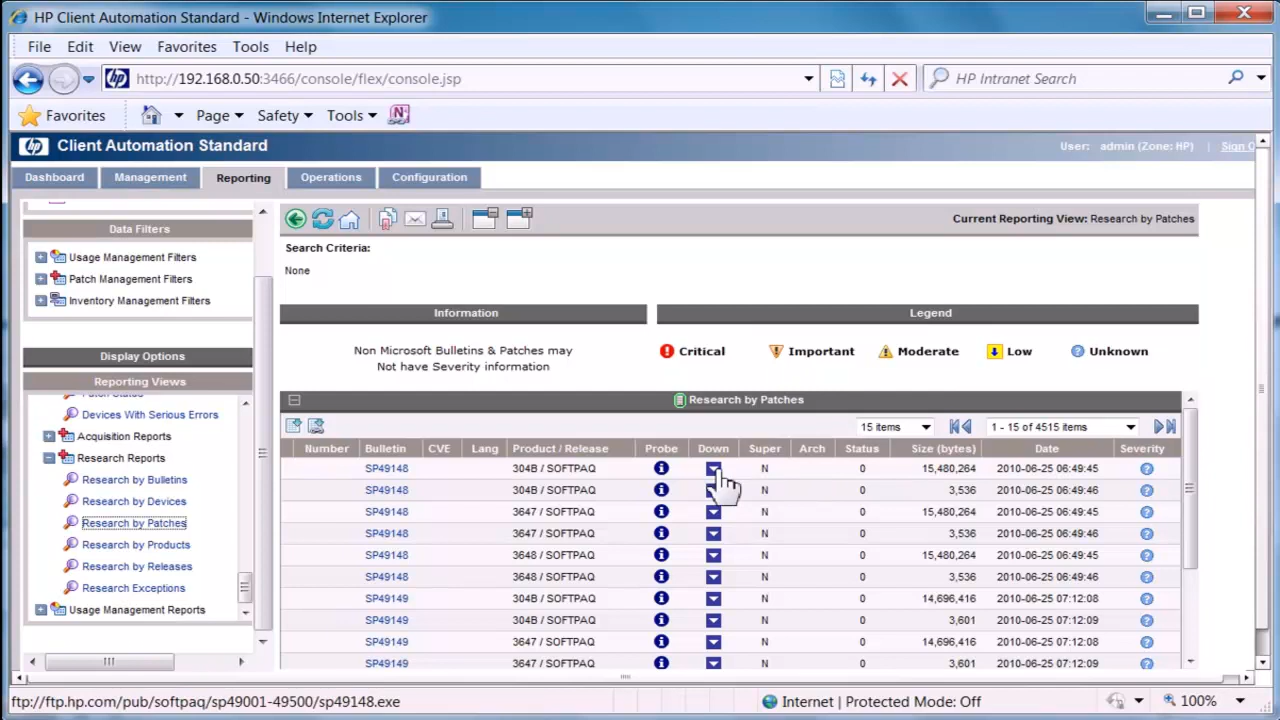 HP Client Automation Standard - Windows Internet Explorer
File Edit View Favorites Tools Help
hp http://192.168.0.50:3466/console/flex/console.jsp HP Intranet Search
Favorites Page Safety Tools
hp Client Automation Standard User: admin (Zone: HP) | Sign O
Dashboard Management Reporting Operations Configuration
Data Filters
Usage Management Filters
Patch Management Filters
Inventory Management Filters
Display Options
Reporting Views
Patch Status
Devices With Serious Errors
Acquisition Reports
Research Reports
Research by Bulletins
Research by Devices
Research by Patches
Research by Products
Research by Releases
Research Exceptions
Usage Management Reports
Current Reporting View: Research by Patches
Search Criteria:
None
Information
Non Microsoft Bulletins & Patches may
Not have Severity information
Legend
Critical Important Moderate Low Unknown
Research by Patches
15 items 1 - 15 of 4515 items
Number Bulletin CVE Lang Product / Release Probe Down Super Arch Status Size (bytes) Date Severity
SP49148 304B / SOFTPAQ N 0 15,480,264 2010-06-25 06:49:45
SP49148 304B / SOFTPAQ N 0 3,536 2010-06-25 06:49:46
SP49148 3647 / SOFTPAQ N 0 15,480,264 2010-06-25 06:49:45
SP49148 3647 / SOFTPAQ N 0 3,536 2010-06-25 06:49:46
SP49148 3648 / SOFTPAQ N 0 15,480,264 2010-06-25 06:49:45
SP49148 3648 / SOFTPAQ N 0 3,536 2010-06-25 06:49:46
SP49149 304B / SOFTPAQ N 0 14,696,416 2010-06-25 07:12:08
SP49149 304B / SOFTPAQ N 0 3,601 2010-06-25 07:12:09
SP49149 3647 / SOFTPAQ N 0 14,696,416 2010-06-25 07:12:08
SP49149 3647 / SOFTPAQ N 0 3,601 2010-06-25 07:12:09
ftp://ftp.hp.com/pub/softpaq/sp49001-49500/sp49148.exe Internet | Protected Mode: Off 100%